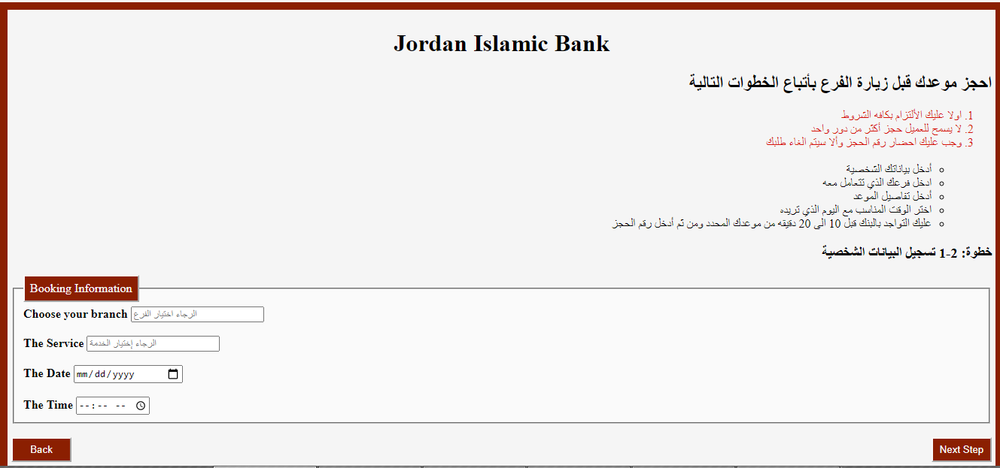 Jordan Islamic Bank
احجز موعدك قبل زيارة الفرع بأتباع الخطوات التالية
1. اولا عليك الألتزام بكافه الشروط
2. لا يسمح للعميل حجز أكثر من دور واحد
3. وجب عليك احضار رقم الحجز وألا سيتم الغاء طلبك
أدخل بياناتك الشخصية
ادخل فرعك الذي تتعامل معه
أدخل تفاصيل الموعد
اختر الوقت المناسب مع اليوم الذي تريده
عليك التواجد بالبنك قبل 10 الى 20 دقيقه من موعدك المحدد ومن ثم أدخل رقم الحجز
خطوة: 2-1 تسجيل البيانات الشخصية
Booking Information
Choose your branch الرجاء اختيار الفرع
The Service الرجاء إختيار الخدمة
The Date mm/dd/yyyy
The Time --:-- --
Back
Next Step